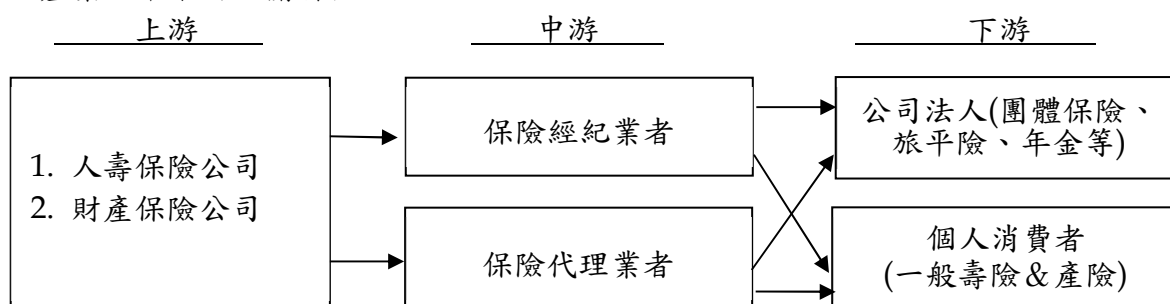 上游
中游
下游
1. 人壽保險公司
2. 財產保險公司
保險經紀業者
保險代理業者
公司法人(團體保險、
旅平險、年金等)
個人消費者
(一般壽險＆產險)